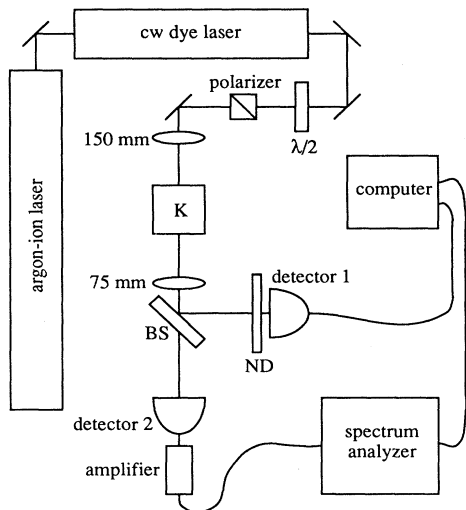 cw dye laser
polarizer
λ/2
150 mm
argon-ion laser
K
computer
75 mm
detector 1
BS
ND
detector 2
amplifier
spectrum
analyzer